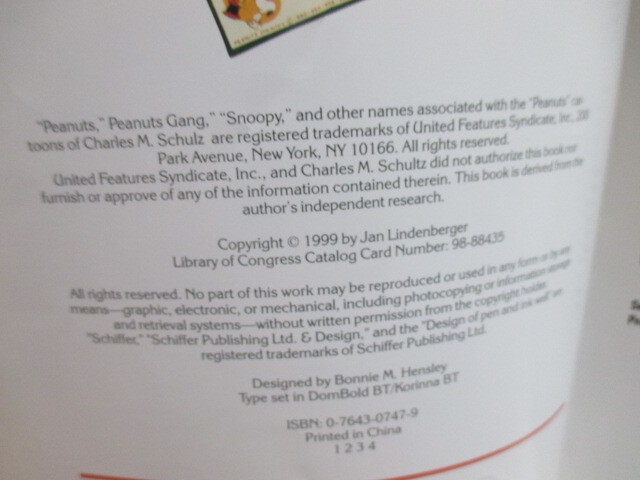 "Peanuts," Peanuts Gang," "Snoopy," and other names associated with the "Peanuts" car-
toons of Charles M. Schulz are registered trademarks of United Features Syndicate, Inc., 200
Park Avenue, New York, NY 10166. All rights reserved.
United Features Syndicate, Inc., and Charles M. Schultz did not authorize this book nor
furnish or approve of any of the information contained therein. This book is derived from the
author's independent research.
Copyright © 1999 by Jan Lindenberger
Library of Congress Catalog Card Number: 98-88435
All rights reserved. No part of this work may be reproduced or used in any form or by any
means—graphic, electronic, or mechanical, including photocopying or information storage
and retrieval systems—without written permission from the copyright holder.
"Schiffer," "Schiffer Publishing Ltd. & Design," and the "Design of pen and ink well" are
registered trademarks of Schiffer Publishing Ltd.
Designed by Bonnie M. Hensley
Type set in DomBold BT/Korinna BT
ISBN: 0-7643-0747-9
Printed in China
1 2 3 4